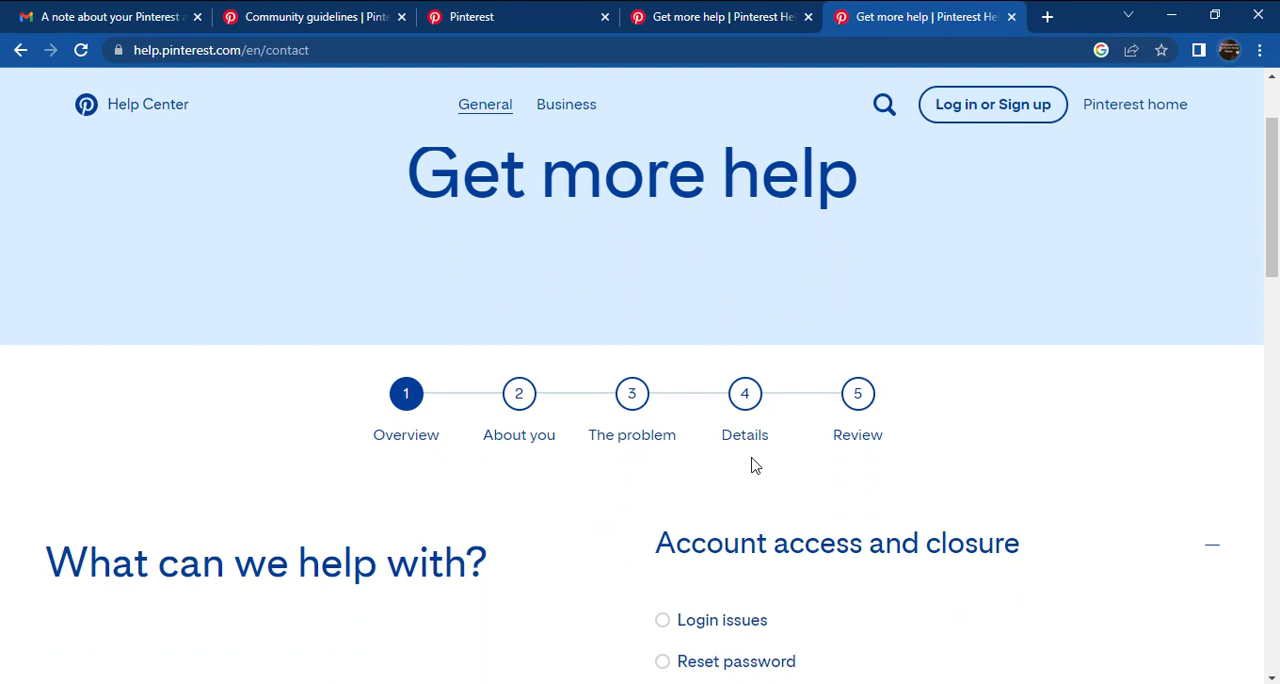 A note about your Pinterest
Community guidelines | Pint
Pinterest
Get more help | Pinterest He
Get more help | Pinterest He
help.pinterest.com/en/contact
Help Center
General
Business
Log in or Sign up
Pinterest home
Get more help
1
2
3
4
5
Overview
About you
The problem
Details
Review
What can we help with?
Account access and closure
Login issues
Reset password